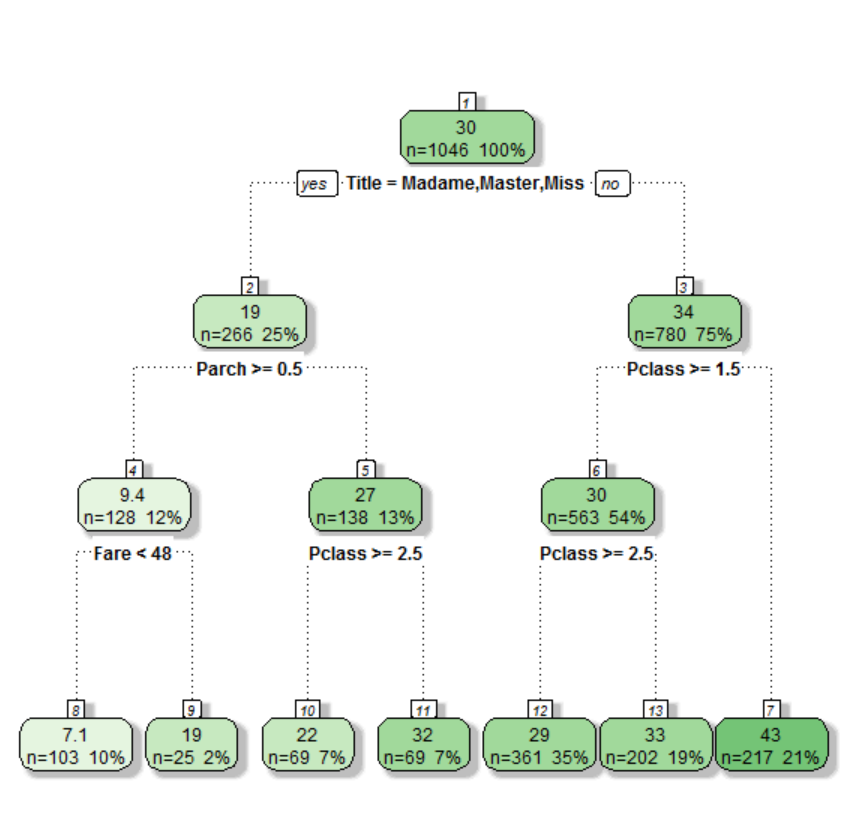 1
30
n=1046 100%
yes Title = Madame,Master,Miss no
2
19
n=266 25%
3
34
n=780 75%
Parch >= 0.5
Pclass >= 1.5
4
9.4
n=128 12%
5
27
n=138 13%
6
30
n=563 54%
Fare < 48
Pclass >= 2.5
Pclass >= 2.5
8
7.1
n=103 10%
9
19
n=25 2%
10
22
n=69 7%
11
32
n=69 7%
12
29
n=361 35%
13
33
n=202 19%
7
43
n=217 21%